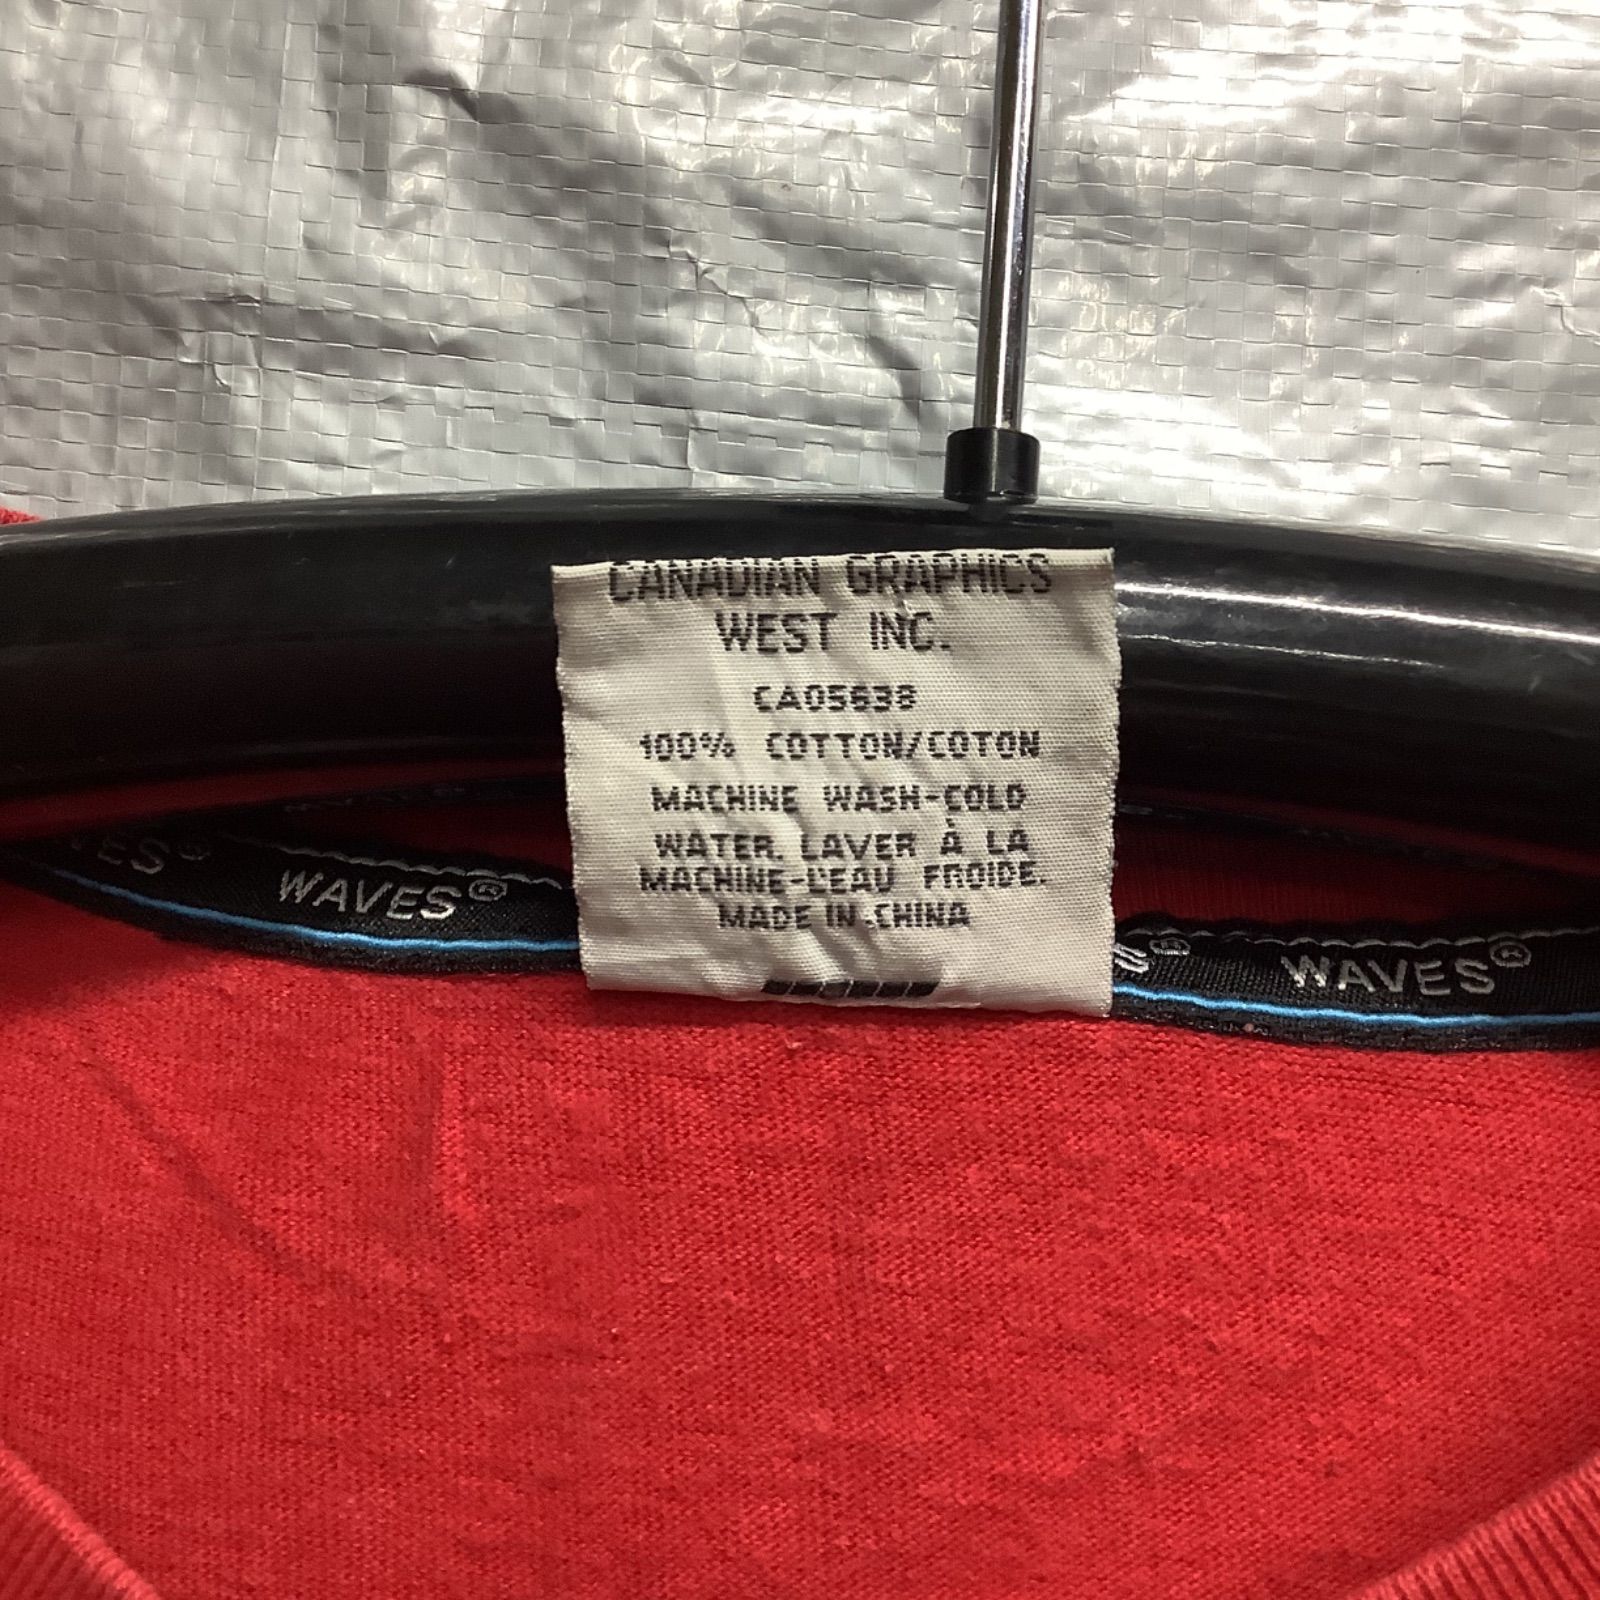 CANADIAN GRAPHICS
WEST INC.
CA05638
100% COTTON/COTON
MACHINE WASH-COLD
WATER. LAVER À LA
MACHINE-L'EAU FROIDE.
MADE IN CHINA
WAVES®
WAVES®